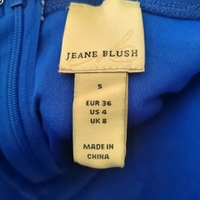 JEANE BLUSH
S
EUR 36
US 4
UK 8
MADE IN
CHINA